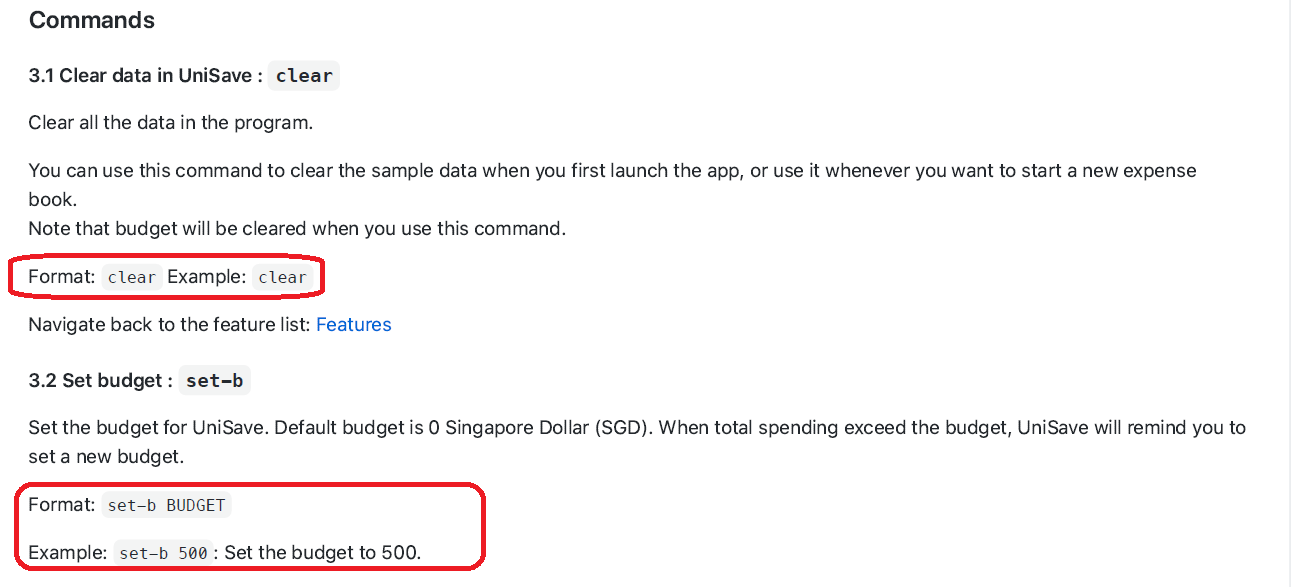 Commands
3.1 Clear data in UniSave : clear
Clear all the data in the program.
You can use this command to clear the sample data when you first launch the app, or use it whenever you want to start a new expense
book.
Note that budget will be cleared when you use this command.
Format: clear Example: clear
Navigate back to the feature list: Features
3.2 Set budget : set-b
Set the budget for UniSave. Default budget is 0 Singapore Dollar (SGD). When total spending exceed the budget, UniSave will remind you to
set a new budget.
Format: set-b BUDGET
Example: set-b 500 : Set the budget to 500.